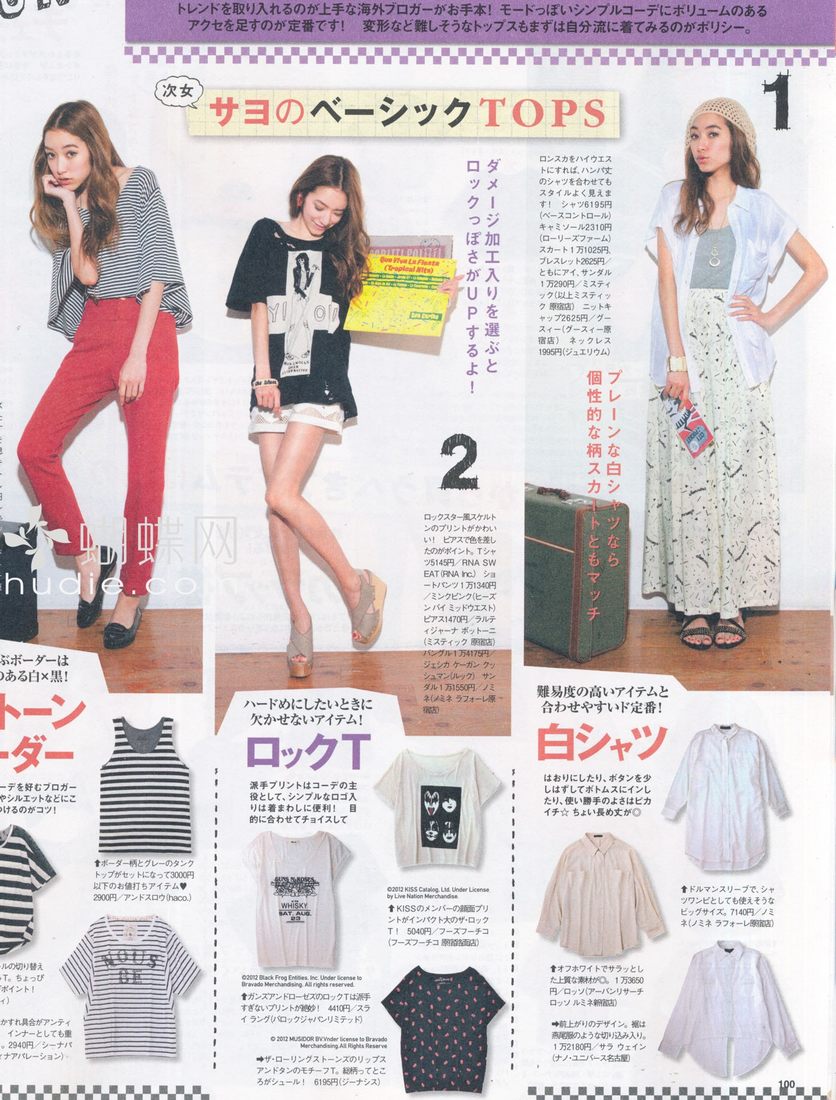 トレンドを取り入れるのが上手な海外ブロガーがお手本！ モードっぽいシンプルコーデにボリュームのある
アクセを足すのが定番です！ 変形など難しそうなトップスもまずは自分流に着てみるのがポリシー。
次女
サヨのベーシックTOPS
1
ロンスカをハイウエス
トにすれば、ハンパ丈
のシャツを合わせても
スタイルよく見えま
す！ シャツ6195円
(ベースコントロール)
キャミソール2310円
(ローリーズファーム)
スカート1万1025円、
ブレスレット2625円／
ともにアイ、サンダル
1万290円／ミスティッ
ク(以上ミスティック
原宿店) ニットキ
ャップ2625円／グー
スィー(グースィー原
宿店) ネックレス
1995円(ジュエリウム)
プレーンな白シャツなら
個性的な柄スカートともマッチ
ダメージ加工入りを選ぶと
ロックっぽさがUPするよ！
Que Viva La Fiesta
(Tropical Hits)
2
ロックスター風スケルト
ンのプリントがかわい
い！ ピアスで色を差し
たのがポイント。Tシャ
ツ5145円／RNA SW
EAT(RNA Inc.) ショ
ートパンツ1万1340円
／ミンクピンク(ヒーズ
ン バイ ミッドウエスト)
ピアス1470円／ラルテ
ィジャーナ ボットーニ
(ミスティック 原宿店)
バングル1万4175円／
ジェシカ ケーガン クッ
シュマン(ルック) サン
ダル1万1550円／ノミ
ネ(メミネ ラフォーレ原
宿店)
蝴蝶网
hudie.co
ぶボーダーは
のある白×黒！
トーン
ーダー
ーデを好むブロガー
やシルエットなどにこ
つけるのがコツ！
⬆ボーダー柄とグレーのタンク
トップがセットになって3000円
以下のお値打ちアイテム♥
2900円／アンドスロウ(haco.)
ールの切り替え
かすれ具合がアンティ
インナーとしても重
。2940円／シーナバ
ィナアパレーション)
ハードめにしたいときに
欠かせないアイテム！
ロックT
派手プリントはコーデの主
役として、シンプルなロゴ入
りは着まわしに便利！ 目
的に合わせてチョイスして
GUNS N' ROSES
WHISKY
SAT. AUG.
23
©2012 KISS Catalog, Ltd. Under License
by Live Nation Merchandise.
⬆KISSのメンバーの顔面プリ
ントがインパクト大のザ・ロック
T！ 5040円／フーズフーチコ
(フーズフーチコ 原宿路面店)
©2012 Black Frog Entities, Inc. Under license to
Bravado Merchandising. All rights reserved.
⬆ガンズアンドローゼスのロックTは派手
すぎないプリントが絶妙！ 4410円／スラ
イ ラング(バロックジャパンリミテッド)
© 2012 MUSIDOR BV.Vnder license to Bravado
Merchandising.All Rights Reserve
➡ザ・ローリングストーンズのリップス
アンドタンのモチーフT。総柄ってと
ころがシュール！ 6195円(ジーナシス)
難易度の高いアイテムと
合わせやすいド定番！
白シャツ
はおりにしたり、ボタンを少
しはずしてボトムスにインし
たり、使い勝手のよさはピカ
イチ☆ ちょい長め丈が◎
⬆ドルマンスリーブで、シャ
ツワンピとしても使えそうな
ビッグサイズ。7140円／ノミ
ネ(ノミネ ラフォーレ原宿店)
⬆オフホワイトでサラッとし
た上質な素材が◎。1万3650
円／ロッソ(アーバンリサーチ
ロッソ ルミネ新宿店)
➡前上がりのデザイン。裾は
燕尾服のような切り込み入り。
1万2180円／サラ ウェイン
(ナノ・ユニバース名古屋)
100